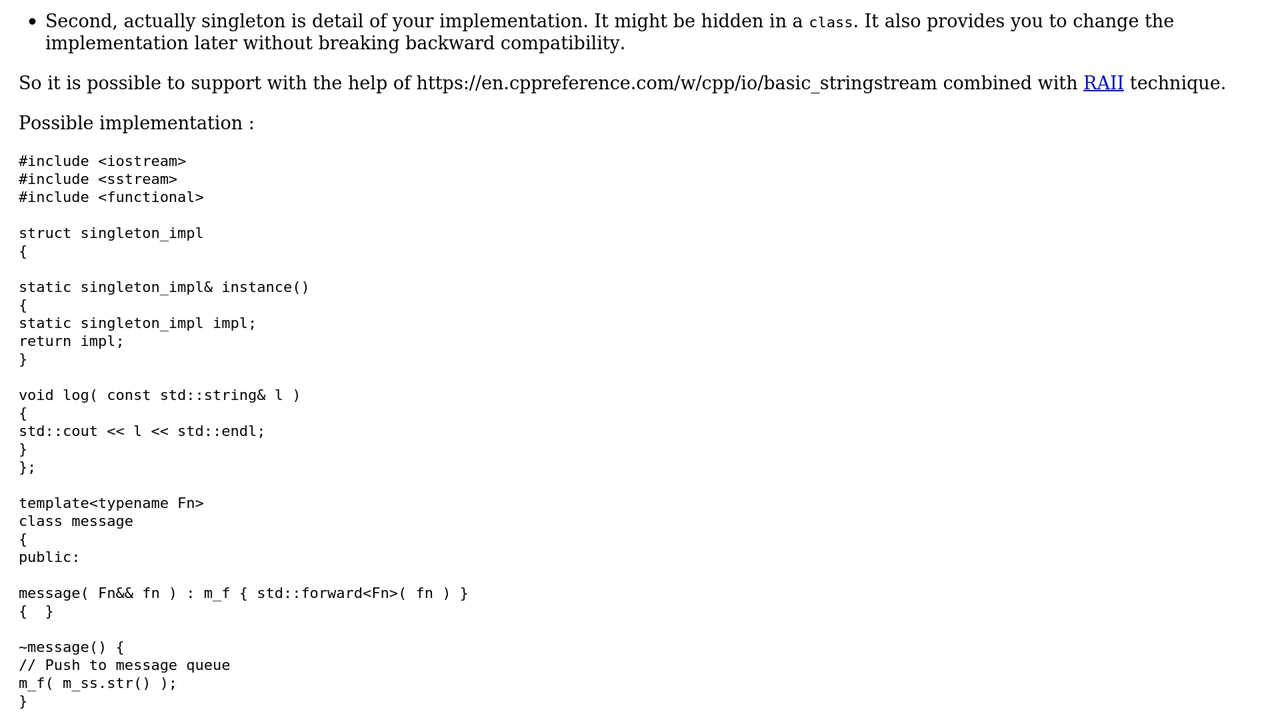 • Second, actually singleton is detail of your implementation. It might be hidden in a class. It also provides you to change the
implementation later without breaking backward compatibility.
So it is possible to support with the help of https://en.cppreference.com/w/cpp/io/basic_stringstream combined with RAII technique.
Possible implementation :
#include <iostream>
#include <sstream>
#include <functional>
struct singleton_impl
{
static singleton_impl& instance()
{
static singleton_impl impl;
return impl;
}
void log( const std::string& l )
{
std::cout << l << std::endl;
}
};
template<typename Fn>
class message
{
public:
message( Fn&& fn ) : m_f { std::forward<Fn>( fn ) }
{  }
~message() {
// Push to message queue
m_f( m_ss.str() );
}